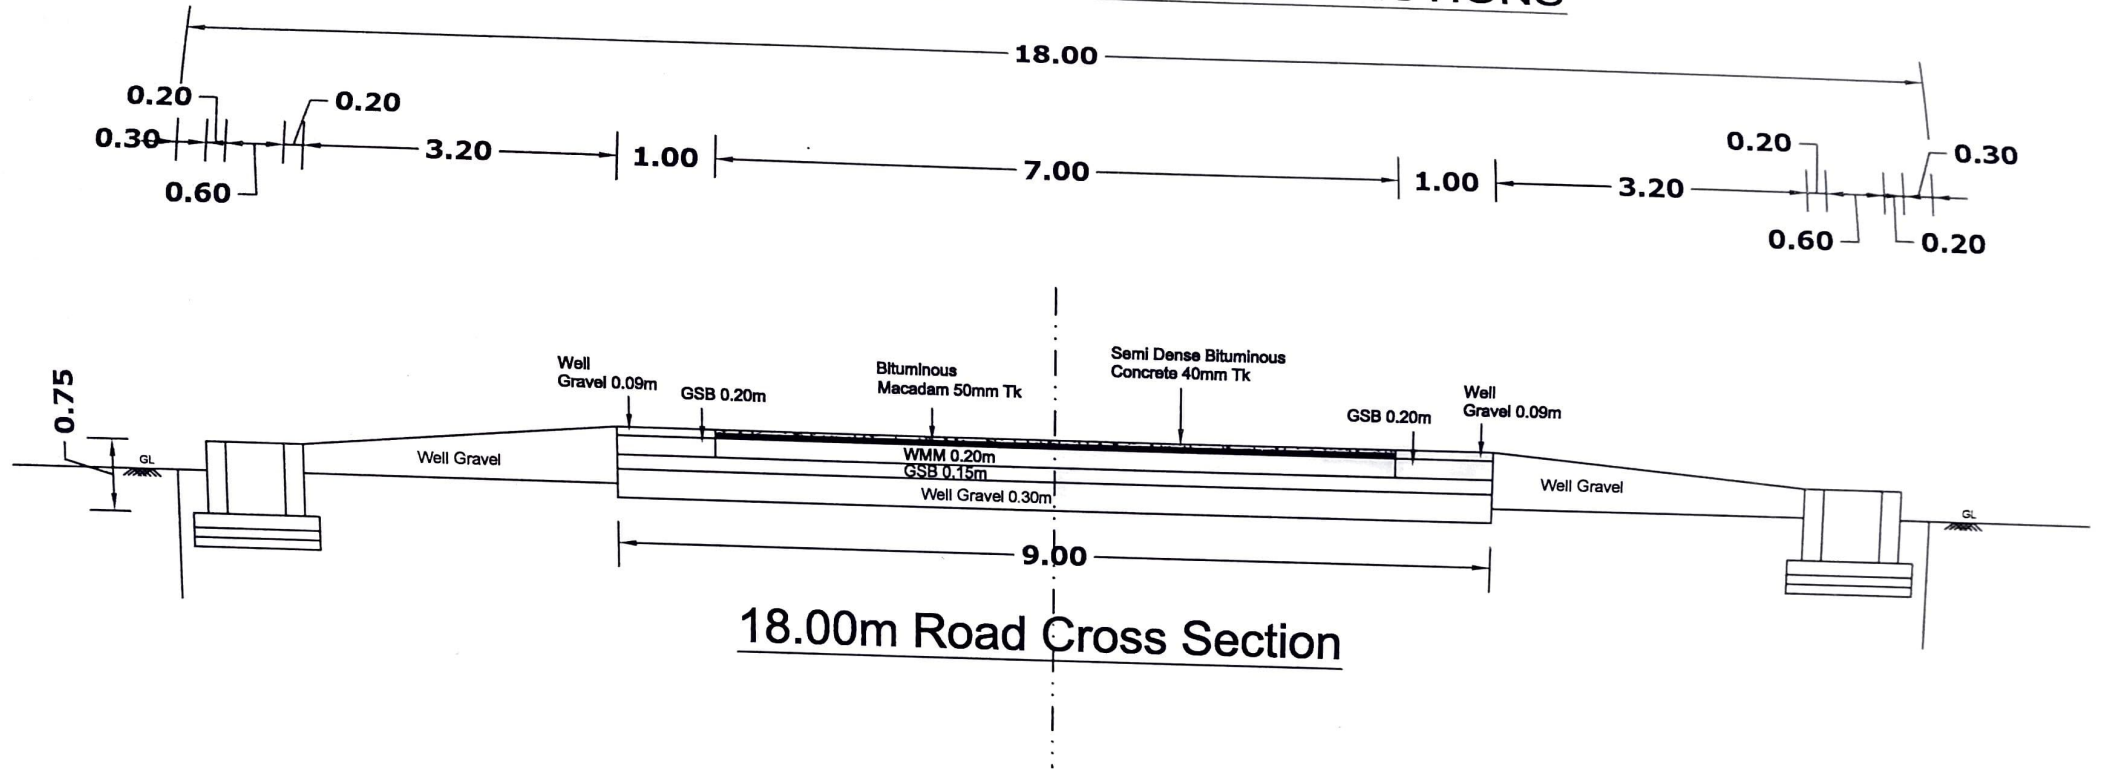 18.00
0.20
0.20
0.30
3.20
1.00
7.00
1.00
3.20
0.20
0.30
0.60
0.60
0.20
0.75
Well
Gravel 0.09m
GSB 0.20m
Bituminous
Macadam 50mm Tk
Semi Dense Bituminous
Concrete 40mm Tk
GSB 0.20m
Well
Gravel 0.09m
GL
Well Gravel
WMM 0.20m
GSB 0.15m
Well Gravel 0.30m
Well Gravel
GL
9.00
18.00m Road Cross Section